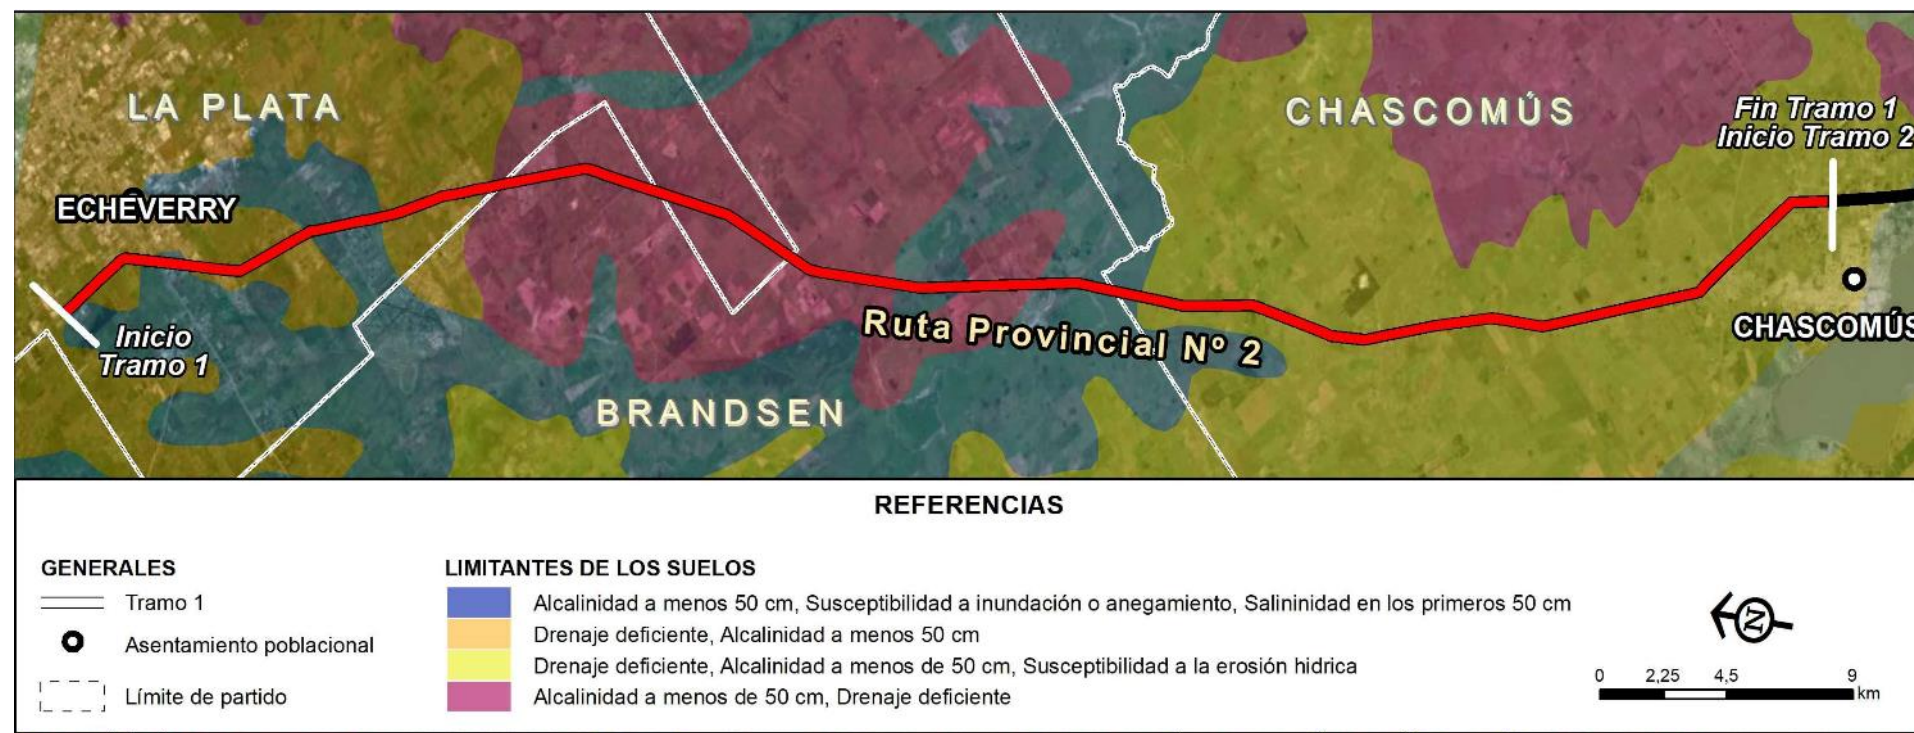 LA PLATA
CHASCOMÚS
Fin Tramo 1
Inicio Tramo 2
ECHEVERRY
Inicio
Tramo 1
Ruta Provincial Nº 2
CHASCOMÚS
BRANDSEN
REFERENCIAS
GENERALES
Tramo 1
Asentamiento poblacional
Límite de partido
LIMITANTES DE LOS SUELOS
Alcalinidad a menos 50 cm, Susceptibilidad a inundación o anegamiento, Salininidad en los primeros 50 cm
Drenaje deficiente, Alcalinidad a menos 50 cm
Drenaje deficiente, Alcalinidad a menos de 50 cm, Susceptibilidad a la erosión hidrica
Alcalinidad a menos de 50 cm, Drenaje deficiente
N
0 2,25 4,5 9
km